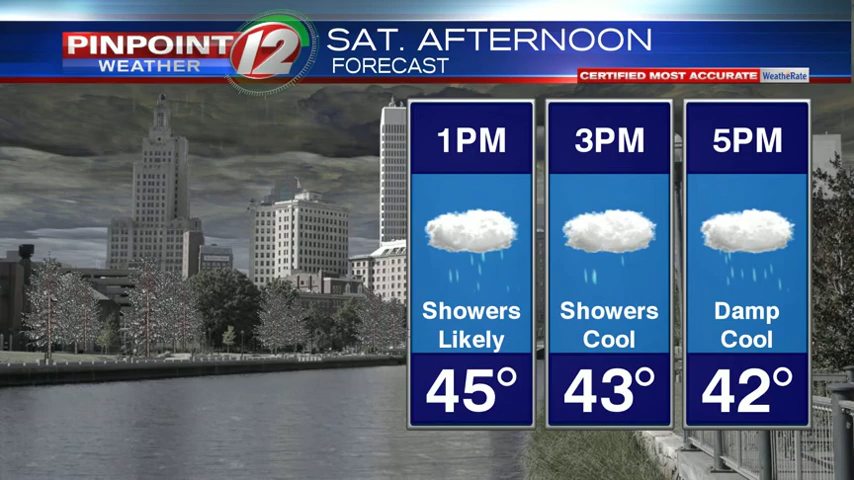 PINPOINT 12
WEATHER
SAT. AFTERNOON
FORECAST
CERTIFIED MOST ACCURATE WeatheRate
1PM
Showers
Likely
45°
3PM
Showers
Cool
43°
5PM
Damp
Cool
42°